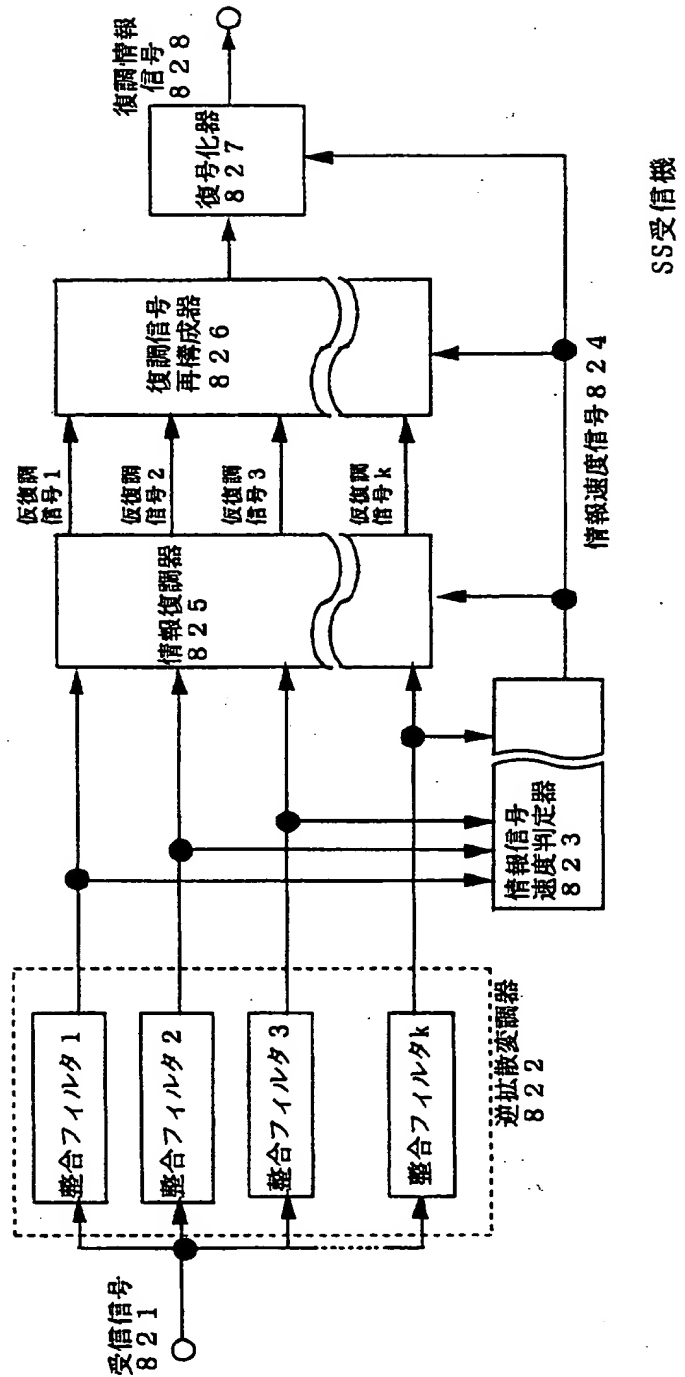 受信信号
８２１
整合フィルタ1
整合フィルタ2
整合フィルタ3
整合フィルタk
逆拡散変調器
８２２
情報信号
速度判定器
８２３
情報速度信号８２４
情報復調器
８２５
仮復調
信号1
仮復調
信号2
仮復調
信号3
仮復調
信号k
復調信号
再構成器
８２６
復号化器
８２７
復調情報
信号
８２８
SS受信機